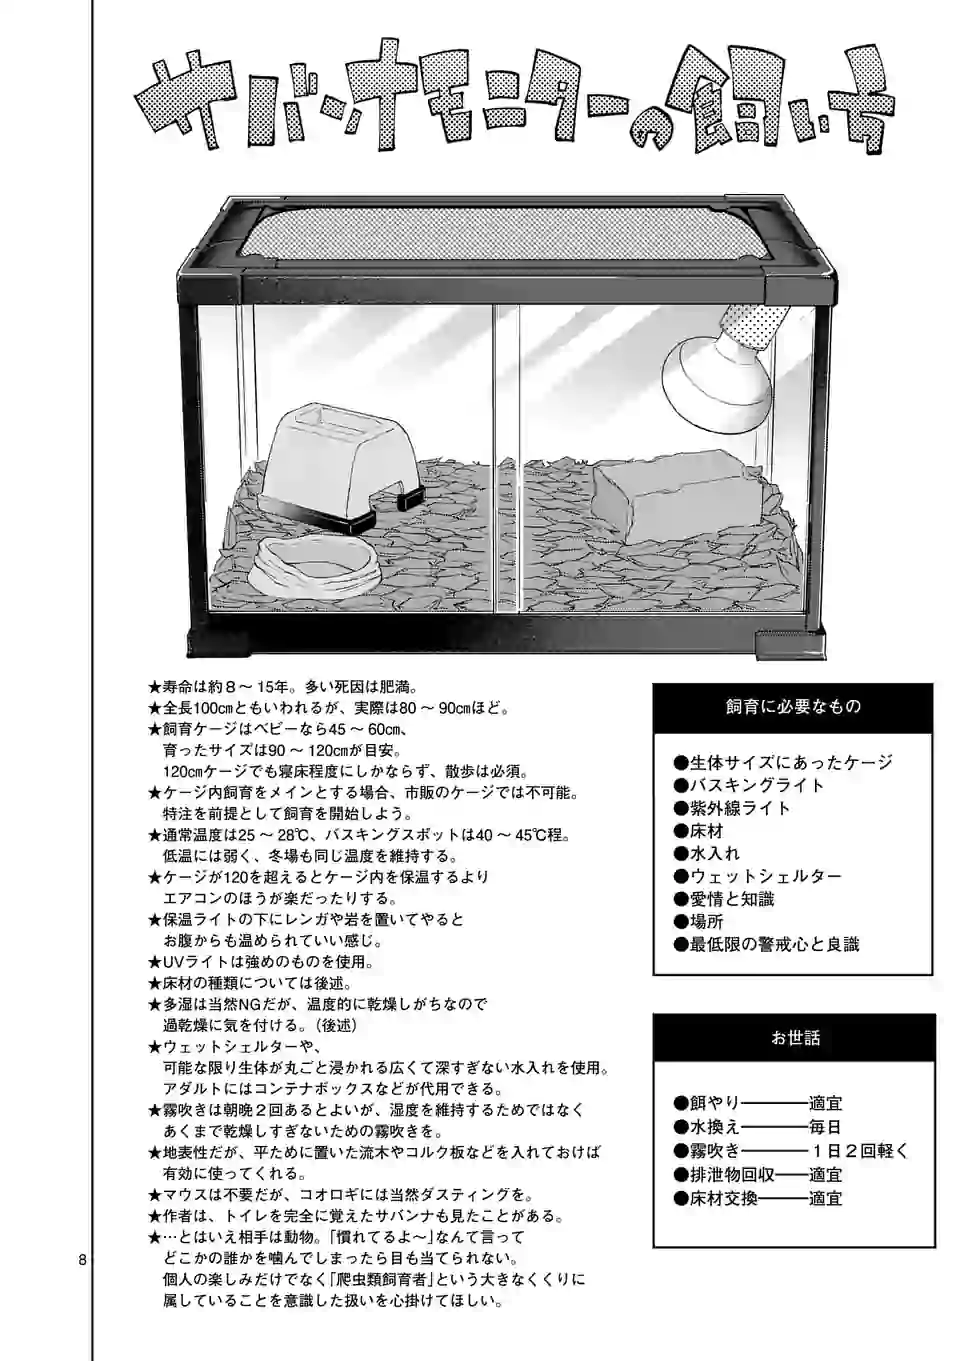 サバンナモニターの飼い方
★寿命は約8～15年。多い死因は肥満。
★全長100㎝ともいわれるが、実際は80～90㎝ほど。
★飼育ケージはベビーなら45～60㎝、
育ったサイズは90～120㎝が目安。
120㎝ケージでも寝床程度にしかならず、散歩は必須。
★ケージ内飼育をメインとする場合、市販のケージでは不可能。
特注を前提として飼育を開始しよう。
★通常温度は25～28℃、バスキングスポットは40～45℃程。
低温には弱く、冬場も同じ温度を維持する。
★ケージが120を超えるとケージ内を保温するより
エアコンのほうが楽だったりする。
★保温ライトの下にレンガや岩を置いてやると
お腹からも温められていい感じ。
★UVライトは強めのものを使用。
★床材の種類については後述。
★多湿は当然NGだが、温度的に乾燥しがちなので
過乾燥に気を付ける。（後述）
★ウェットシェルターや、
可能な限り生体が丸ごと浸かれる広くて深すぎない水入れを使用。
アダルトにはコンテナボックスなどが代用できる。
★霧吹きは朝晩２回あるとよいが、湿度を維持するためではなく
あくまで乾燥しすぎないための霧吹きを。
★地表性だが、平ために置いた流木やコルク板などを入れておけば
有効に使ってくれる。
★マウスは不要だが、コオロギには当然ダスティングを。
★作者は、トイレを完全に覚えたサバンナも見たことがある。
★…とはいえ相手は動物。「慣れてるよ～」なんて言って
どこかの誰かを噛んでしまったら目も当てられない。
個人の楽しみだけでなく「爬虫類飼育者」という大きなくくりに
属していることを意識した扱いを心掛けてほしい。
飼育に必要なもの
●生体サイズにあったケージ
●バスキングライト
●紫外線ライト
●床材
●水入れ
●ウェットシェルター
●愛情と知識
●場所
●最低限の警戒心と良識
お世話
●餌やり――――適宜
●水換え――――毎日
●霧吹き――――１日２回軽く
●排泄物回収――適宜
●床材交換―――適宜
8